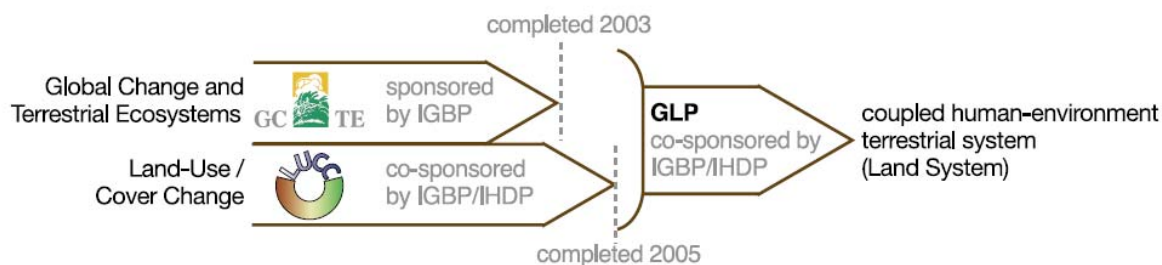 completed 2003
Global Change and
Terrestrial Ecosystems
GC TE
sponsored
by IGBP
Land-Use /
Cover Change
LUCC
co-sponsored
by IGBP/IHDP
completed 2005
GLP
co-sponsored by
IGBP/IHDP
coupled human-environment
terrestrial system
(Land System)